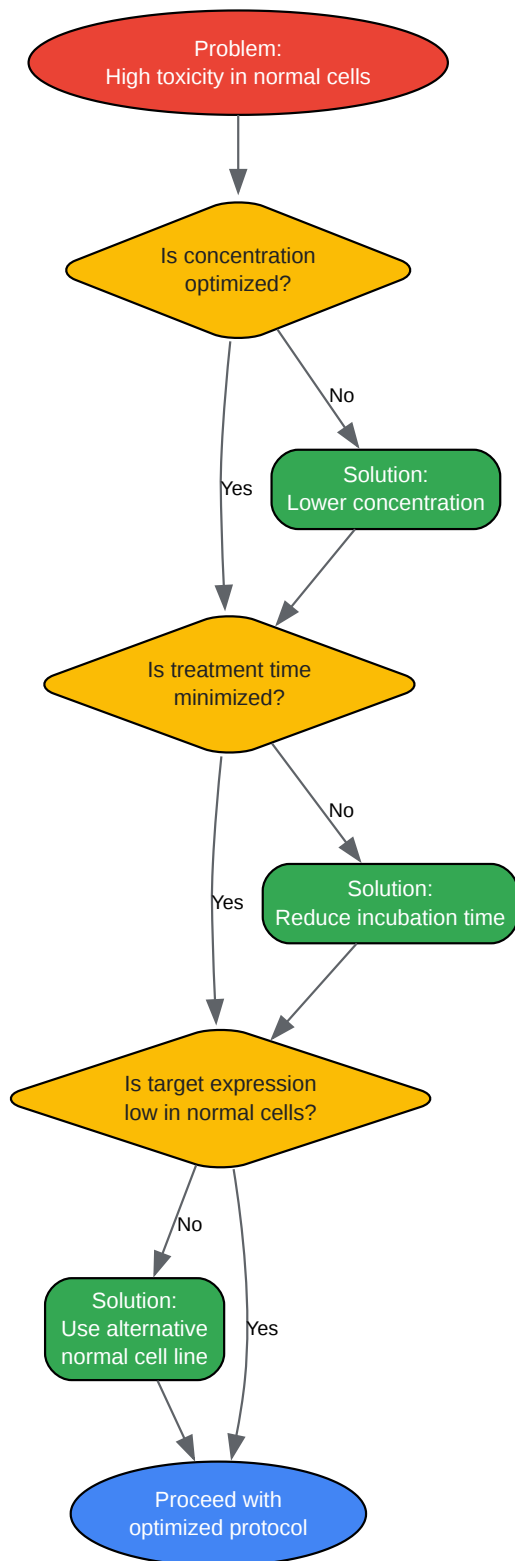 Problem:
High toxicity in normal cells
Is concentration
optimized?
No
Solution:
Lower concentration
Yes
Is treatment time
minimized?
No
Solution:
Reduce incubation time
Yes
Is target expression
low in normal cells?
No
Solution:
Use alternative
normal cell line
Yes
Proceed with
optimized protocol